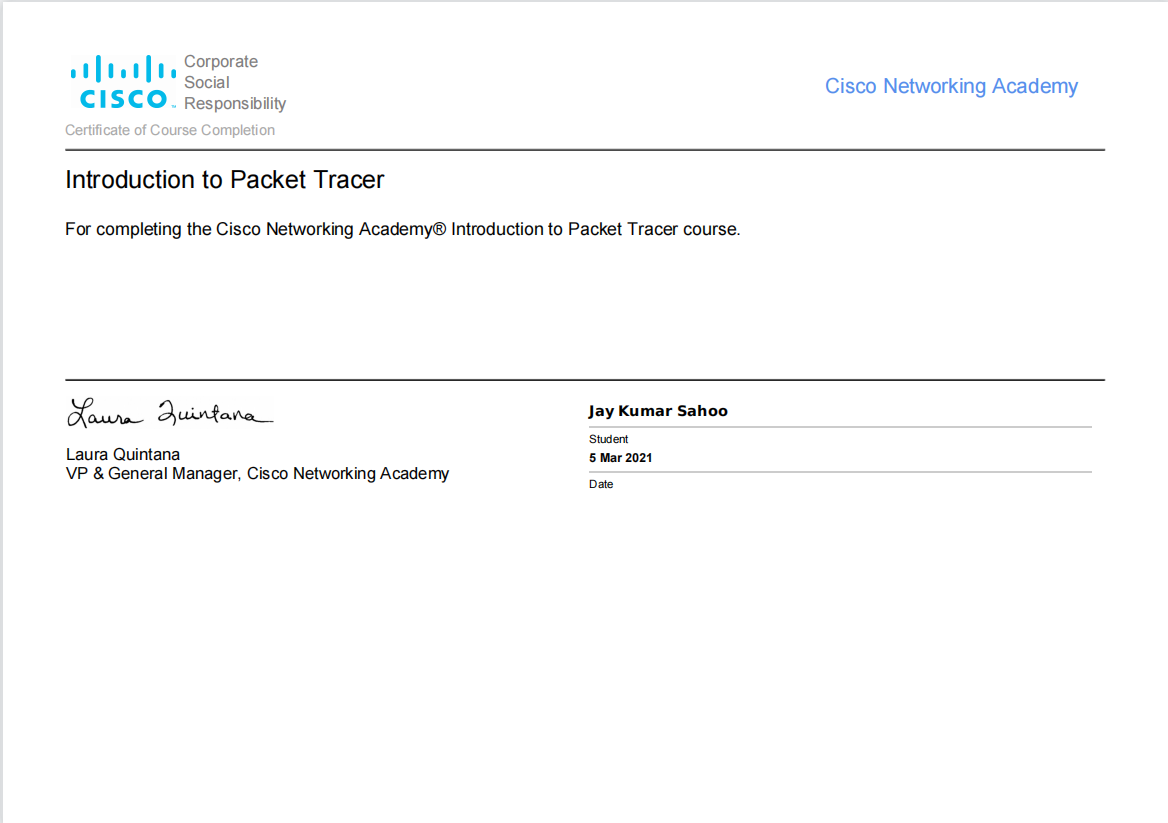 Corporate
Social
Responsibility
CISCO™
Cisco Networking Academy
Certificate of Course Completion
Introduction to Packet Tracer
For completing the Cisco Networking Academy® Introduction to Packet Tracer course.
Laura Quintana
Laura Quintana
VP & General Manager, Cisco Networking Academy
Jay Kumar Sahoo
Student
5 Mar 2021
Date